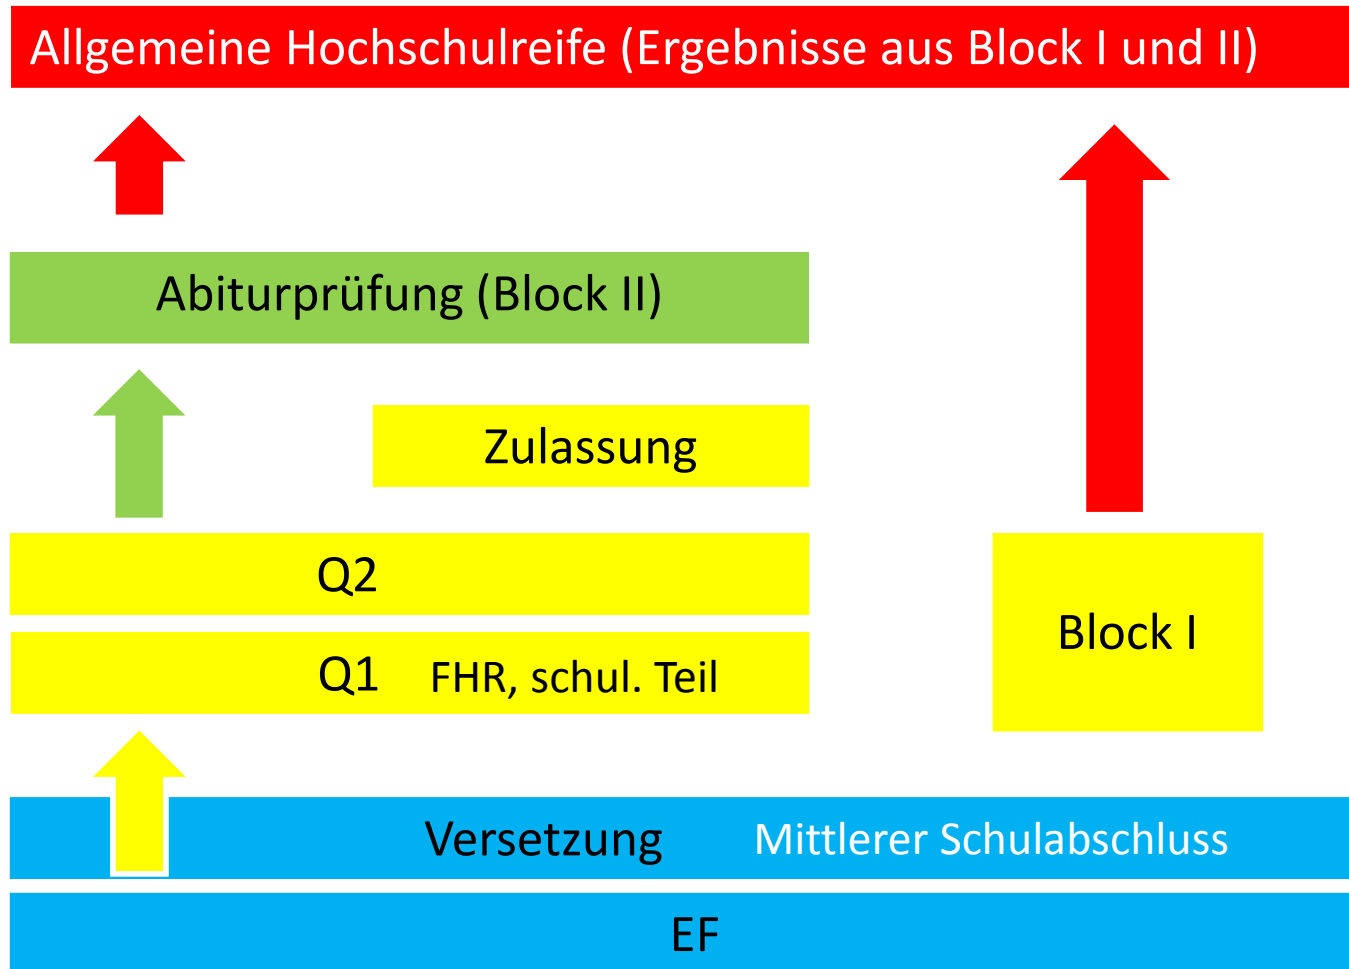 Allgemeine Hochschulreife (Ergebnisse aus Block I und II)
Abiturprüfung (Block II)
Zulassung
Q2
Q1 FHR, schul. Teil
Block I
Versetzung Mittlerer Schulabschluss
EF